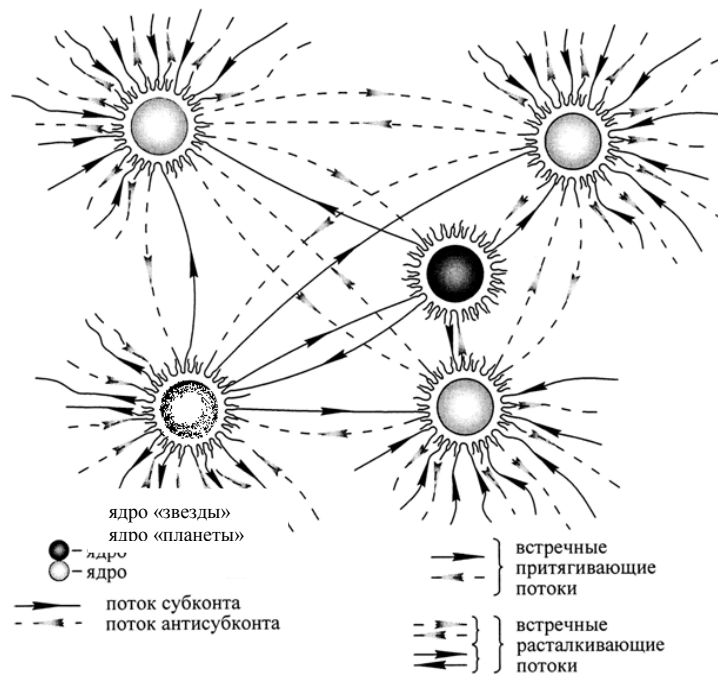 ядро «звезды»
ядро «планеты»
– ядро
– ядро
поток субконта
поток антисубконта
встречные
притягивающие
потоки
встречные
расталкивающие
потоки